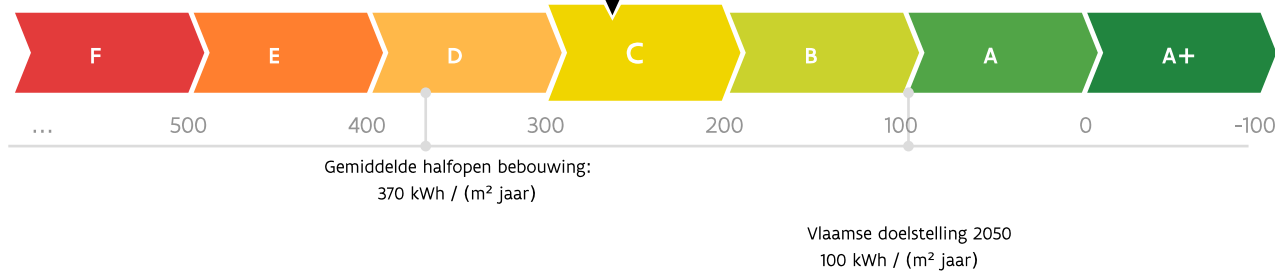 F E D C B A A+
... 500 400 300 200 100 0 -100
Gemiddelde halfopen bebouwing:
370 kWh / (m² jaar)
Vlaamse doelstelling 2050
100 kWh / (m² jaar)